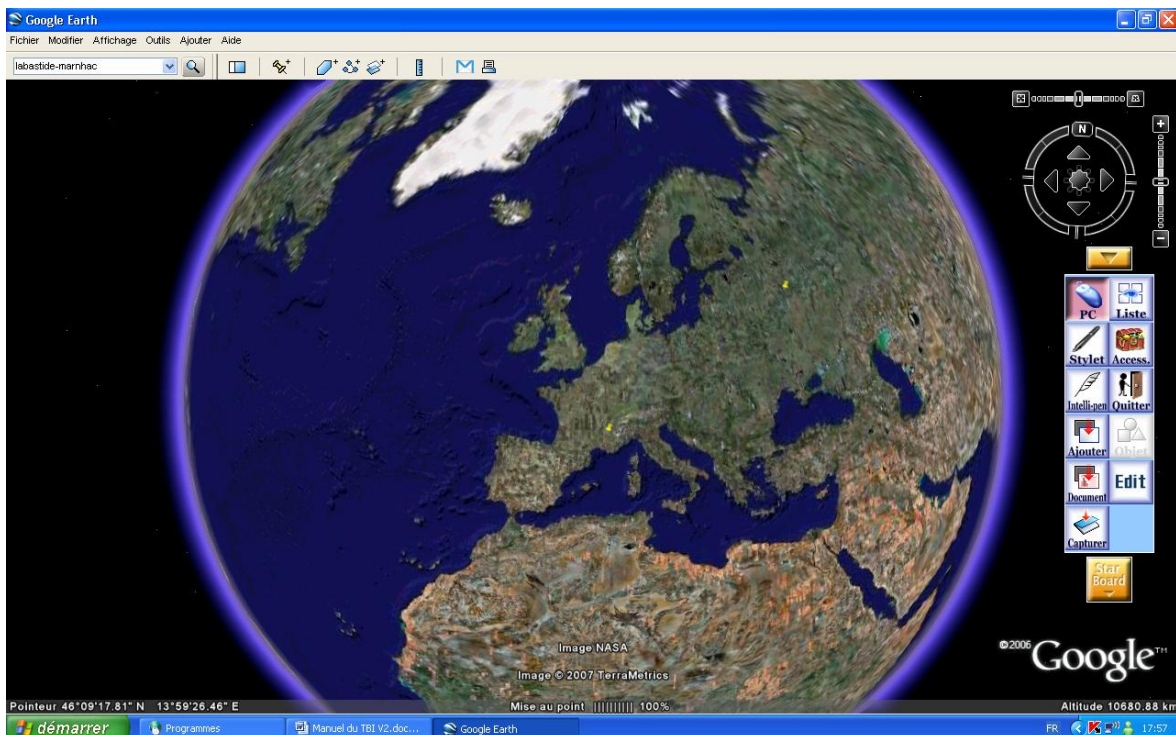 Google Earth
Fichier Modifier Affichage Outils Ajouter Aide
labastide-marnhac
N
PC Liste
Stylet Access.
Intelli-pen Quitter
Ajouter Objet
Document Edit
Capturer
Star
Board
Image NASA
©2006 Google™
Image © 2007 TerraMetrics
Pointeur 46°09'17.81" N 13°59'26.46" E Mise au point |||||||||| 100% Altitude 10680.88 km
démarrer Programmes Manuel du TBI V2.doc... Google Earth FR 17:57